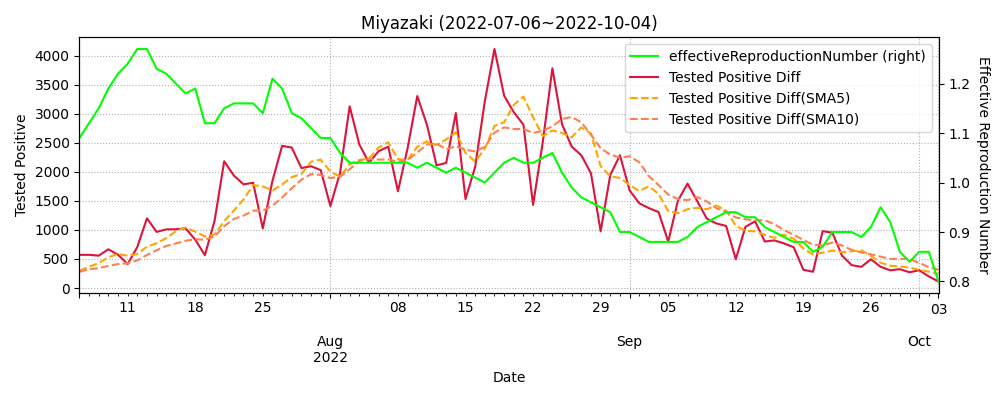 Miyazaki (2022-07-06~2022-10-04)
effectiveReproductionNumber (right)
Tested Positive Diff
Tested Positive Diff(SMA5)
Tested Positive Diff(SMA10)
Tested Positive
4000
3500
3000
2500
2000
1500
1000
500
0
Effective Reproduction Number
1.2
1.1
1.0
0.9
0.8
11 18 25 08 15 22 29 05 12 19 26 03
Aug Sep Oct
2022
Date